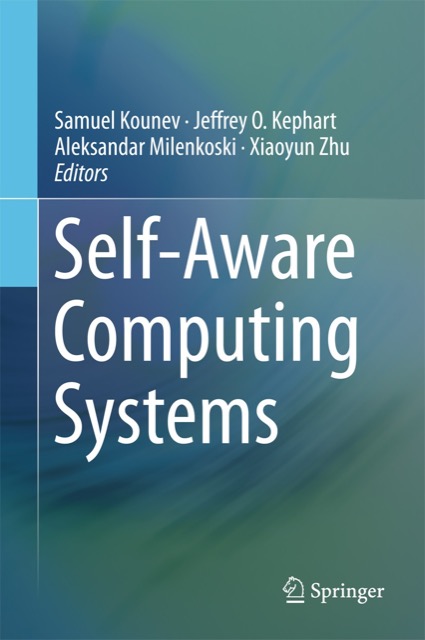 Samuel Kounev · Jeffrey O. Kephart
Aleksandar Milenkoski · Xiaoyun Zhu
Editors
Self-Aware
Computing
Systems
Springer